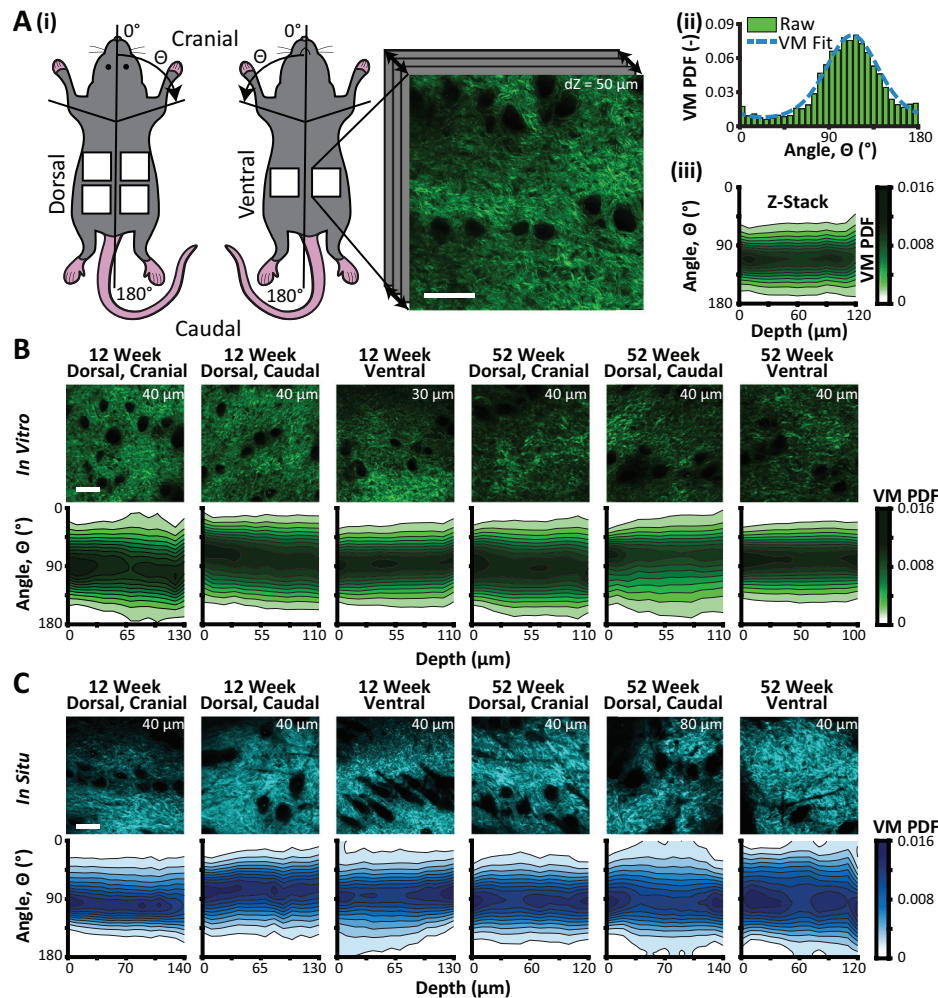 A (i)
0°
Cranial
0°
Θ
Θ
Dorsal
Ventral
180°
180°
Caudal
dZ = 50 µm
(ii)
VM PDF (-)
0.09
0.06
0.03
0
Raw
VM Fit
0
90
180
Angle, Θ (°)
(iii)
Z-Stack
Angle, Θ (°)
0
90
180
0
60
120
Depth (µm)
VM PDF
0.016
0.008
0
B
12 Week
Dorsal, Cranial
12 Week
Dorsal, Caudal
12 Week
Ventral
52 Week
Dorsal, Cranial
52 Week
Dorsal, Caudal
52 Week
Ventral
In Vitro
40 µm
40 µm
30 µm
40 µm
40 µm
40 µm
Angle, Θ (°)
0
90
180
0 65 130
0 55 110
0 55 110
0 55 110
0 55 110
0 50 100
Depth (µm)
VM PDF
0.016
0.008
0
C
12 Week
Dorsal, Cranial
12 Week
Dorsal, Caudal
12 Week
Ventral
52 Week
Dorsal, Cranial
52 Week
Dorsal, Caudal
52 Week
Ventral
In Situ
40 µm
40 µm
40 µm
40 µm
80 µm
40 µm
Angle, Θ (°)
0
90
180
0 70 140
0 65 130
0 65 130
0 60 120
0 70 140
0 60 120
Depth (µm)
VM PDF
0.016
0.008
0